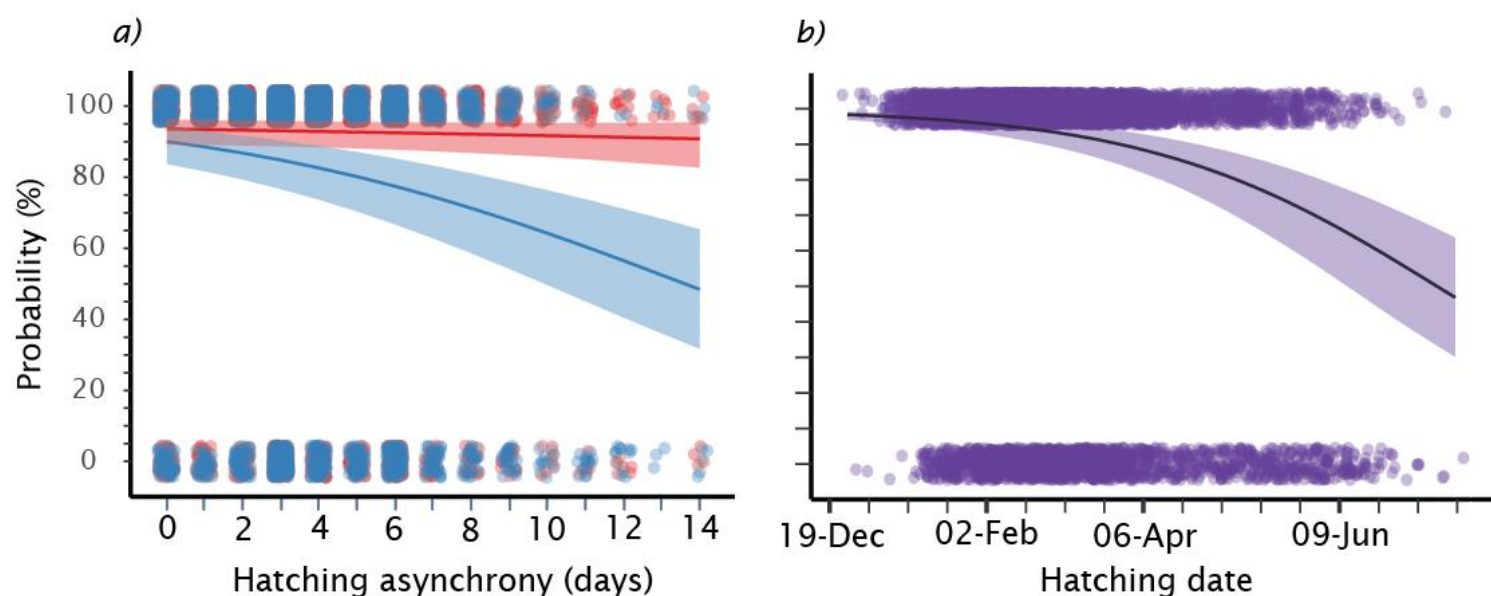 a)
b)
Probability (%)
100
80
60
40
20
0
0 2 4 6 8 10 12 14
19-Dec 02-Feb 06-Apr 09-Jun
Hatching asynchrony (days)
Hatching date